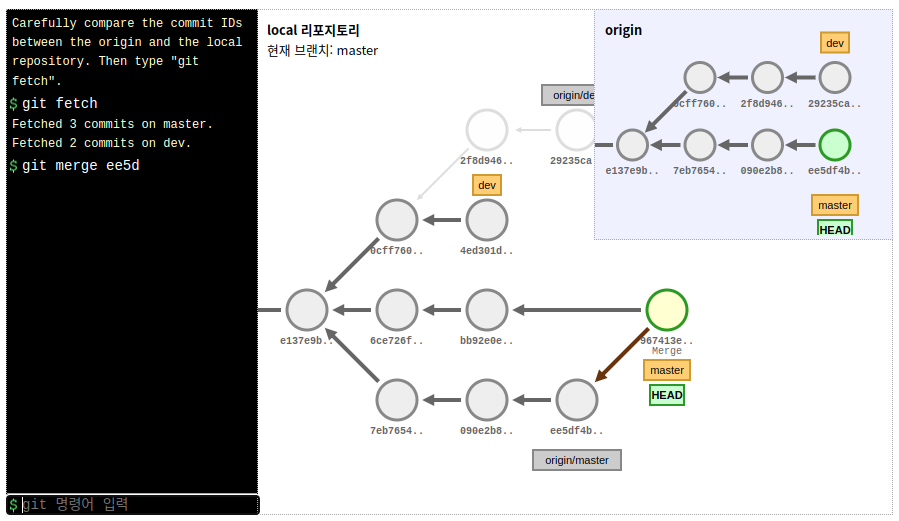 Carefully compare the commit IDs
between the origin and the local
repository. Then type "git
fetch".
$ git fetch
Fetched 3 commits on master.
Fetched 2 commits on dev.
$ git merge ee5d
$ git 명령어 입력
local 리포지토리
현재 브랜치: master
origin/de
2f8d946..
29235ca
dev
0cff760..
4ed301d..
e137e9b..
6ce726f..
bb92e0e..
967413e..
Merge
master
HEAD
7eb7654..
090e2b8..
ee5df4b..
origin/master
origin
dev
0cff760..
2f8d946..
29235ca..
e137e9b..
7eb7654..
090e2b8..
ee5df4b..
master
HEAD